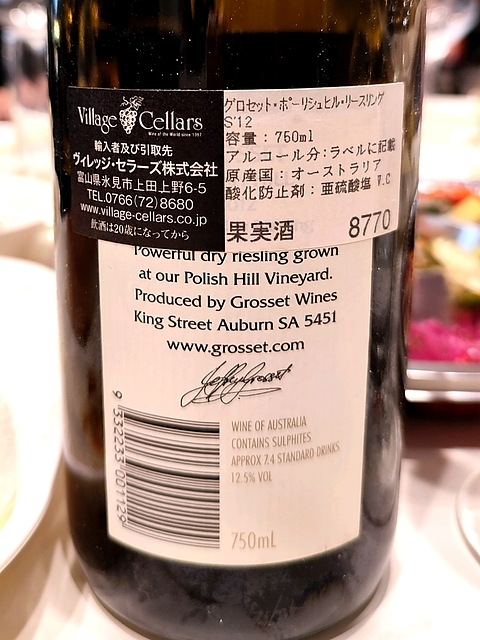 Village Cellars
Wine of the World since 1997
輸入者及び引取先
ヴィレッジ・セラーズ株式会社
富山県氷見市上田上野6-5
TEL.0766(72)8680
www.village-cellars.co.jp
飲酒は20歳になってから
グロセット・ポーリシュヒル・リースリング
S'12
容量：750ml
アルコール分：ラベルに記載
原産国：オーストラリア
酸化防止剤：亜硫酸塩 V.C
果実酒 8770
Powerful dry riesling grown
at our Polish Hill Vineyard.
Produced by Grosset Wines
King Street Auburn SA 5451
www.grosset.com
Jeffrey Grosset
WINE OF AUSTRALIA
CONTAINS SULPHITES
APPROX 7.4 STANDARD DRINKS
12.5% VOL
750mL
9 332233 001129